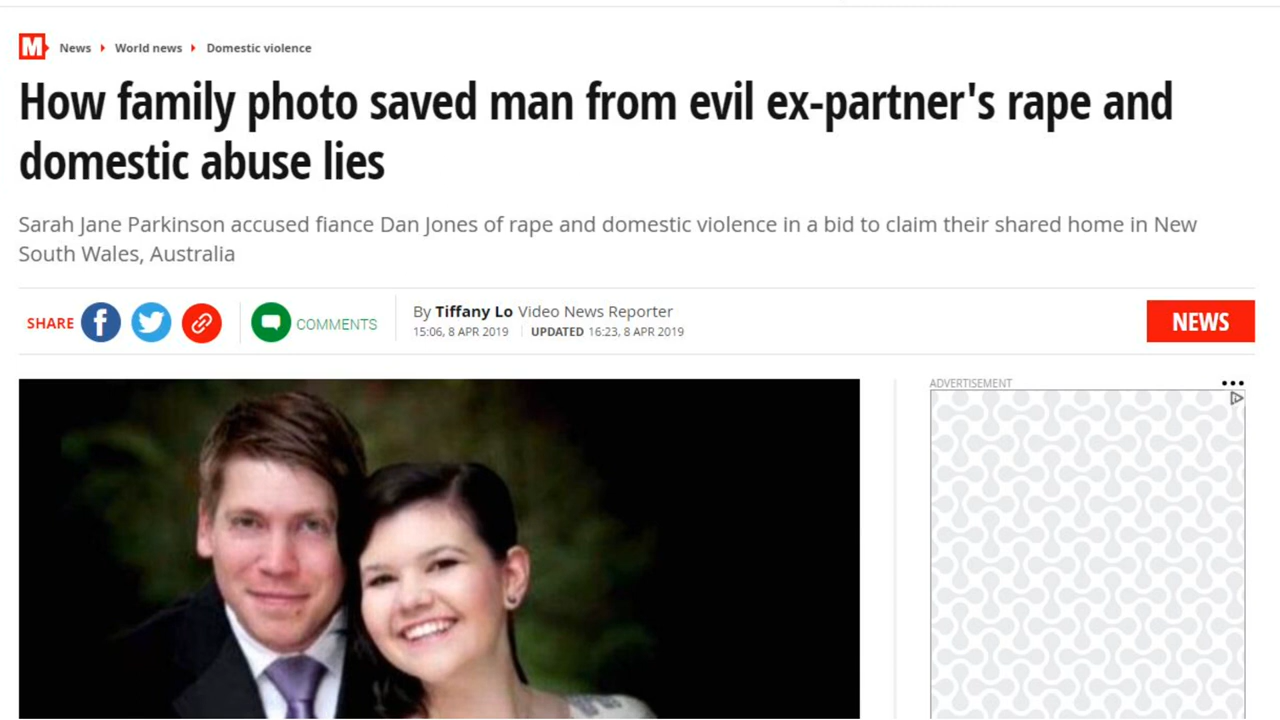 M News World news Domestic violence
How family photo saved man from evil ex-partner's rape and
domestic abuse lies
Sarah Jane Parkinson accused fiance Dan Jones of rape and domestic violence in a bid to claim their shared home in New
South Wales, Australia
SHARE f COMMENTS By Tiffany Lo Video News Reporter
15:06, 8 APR 2019 UPDATED 16:23, 8 APR 2019
NEWS
ADVERTISEMENT